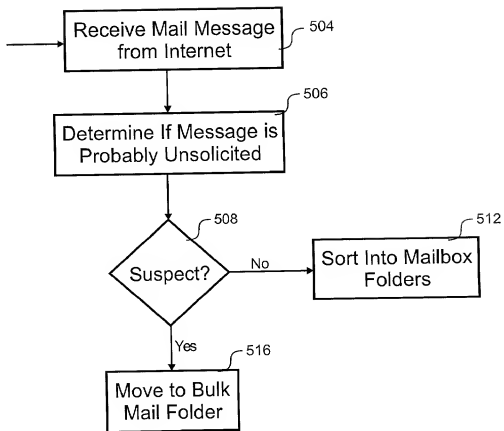 Receive Mail Message
from Internet
504
506
Determine If Message is
Probably Unsolicited
508
Suspect?
No
512
Sort Into Mailbox
Folders
Yes
516
Move to Bulk
Mail Folder